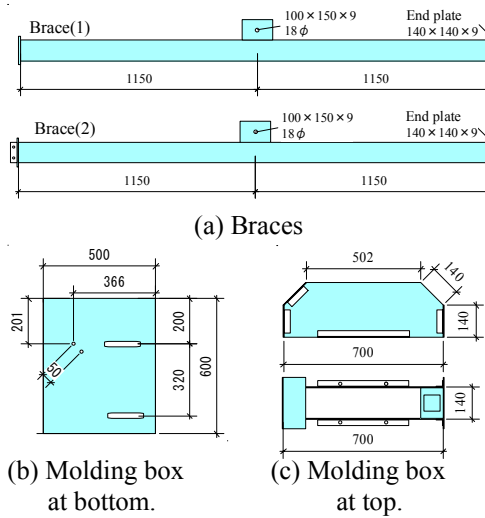 100×150×9
18φ
End plate
140×140×9
Brace(1)
1150
1150
100×150×9
18φ
End plate
140×140×9
Brace(2)
1150
1150
(a) Braces
500
366
201
50
200
320
600
502
140
140
700
140
700
(b) Molding box
at bottom.
(c) Molding box
at top.